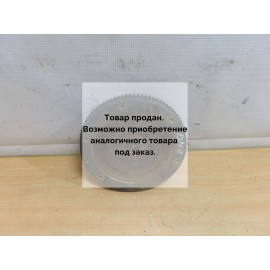 Товар продан.
Возможно приобретение
аналогичного товара
под заказ.